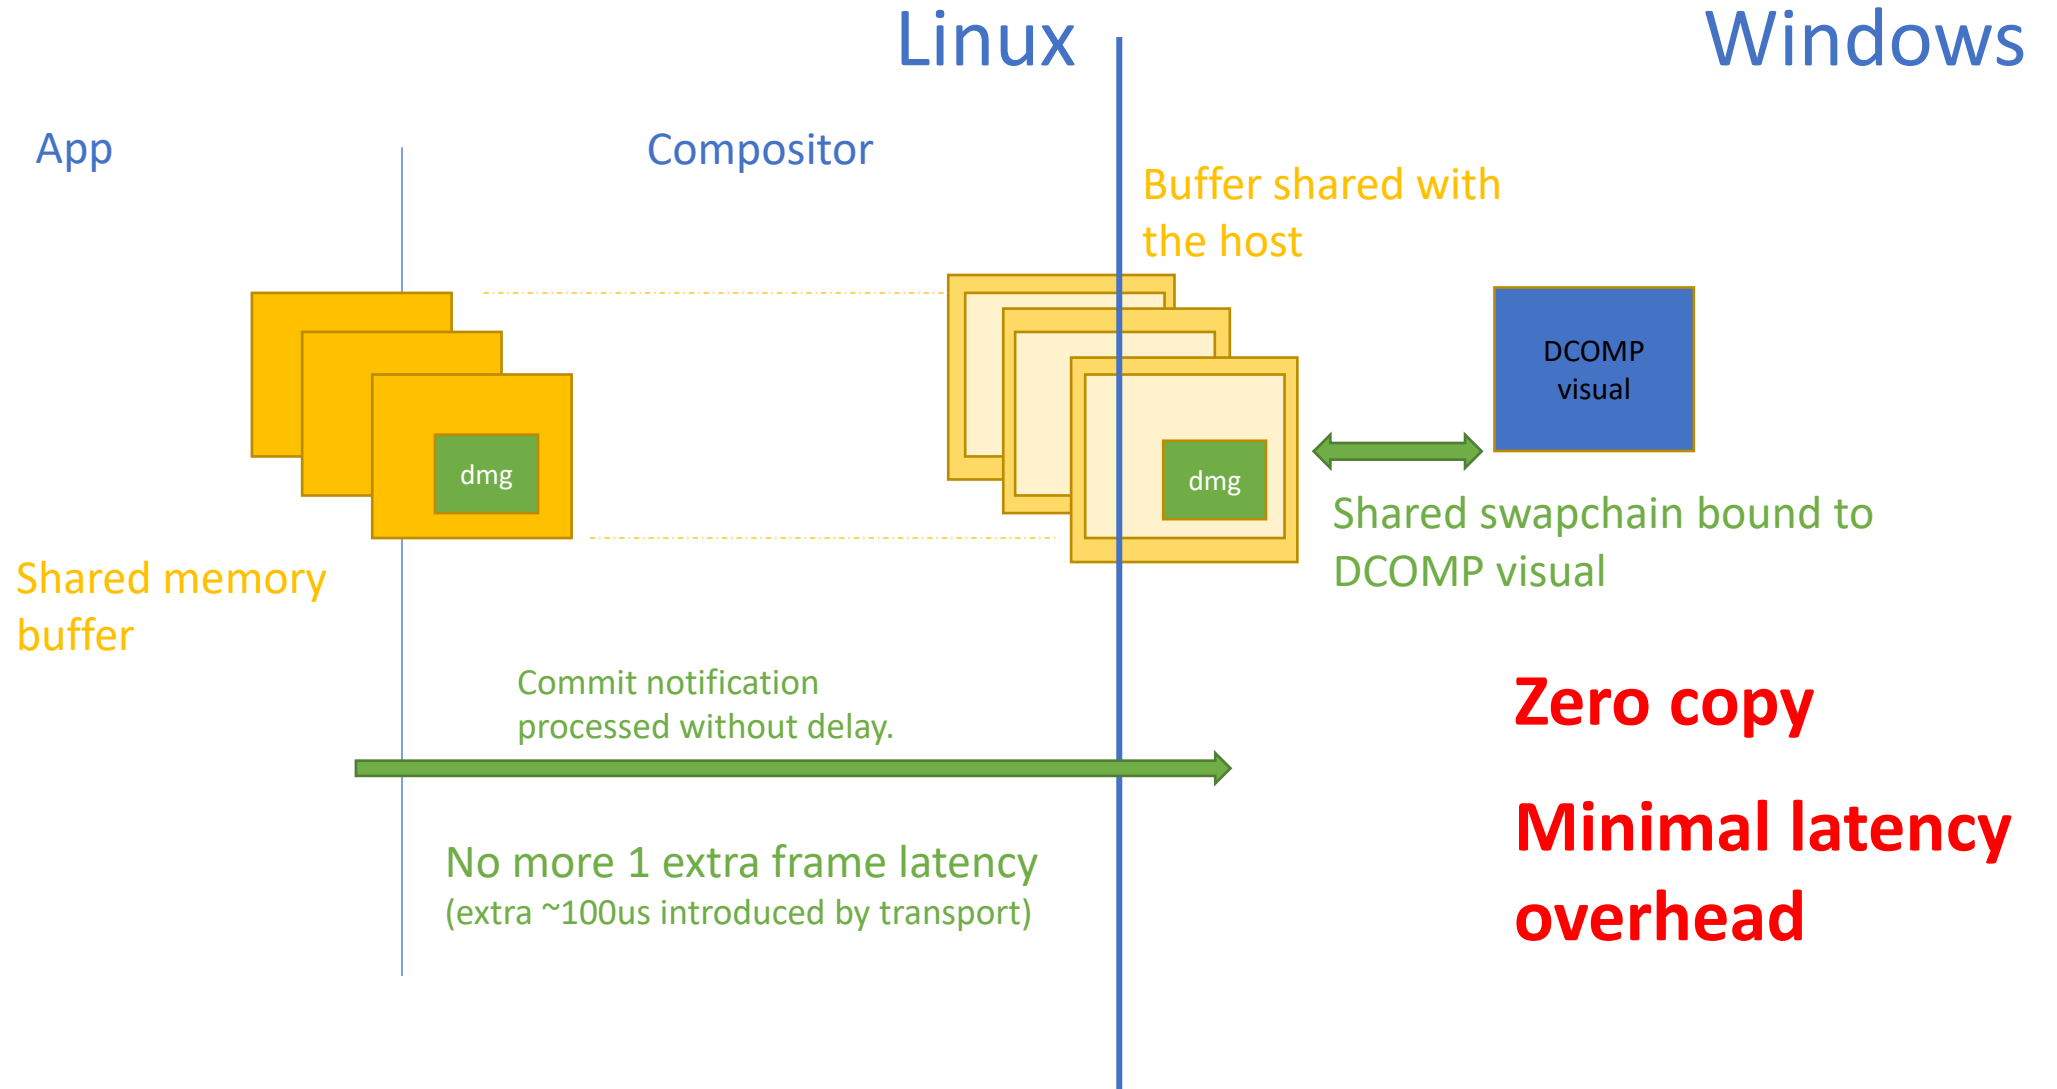 Linux
Windows
App
Compositor
Buffer shared with
the host
DCOMP
visual
dmg
dmg
Shared swapchain bound to
DCOMP visual
Shared memory
buffer
Commit notification
processed without delay.
Zero copy
Minimal latency
overhead
No more 1 extra frame latency
(extra ~100us introduced by transport)